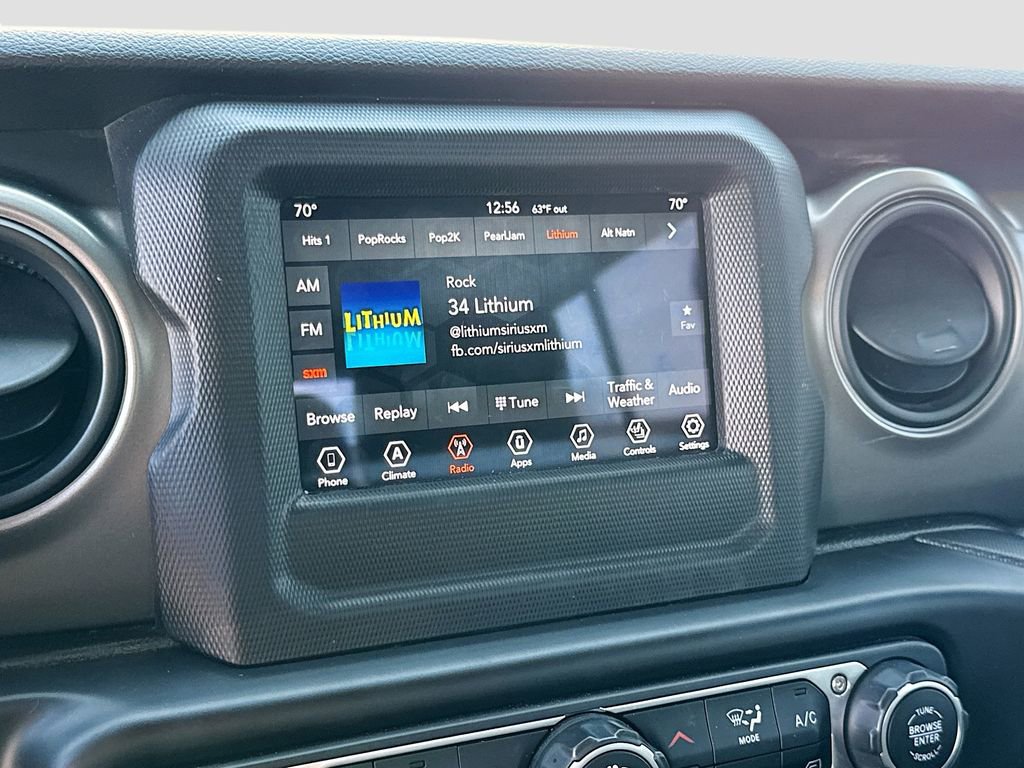 70° 12:56 63°F out 70°
Hits 1 PopRocks Pop2K PearlJam Lithium Alt Natn
AM
FM
sxm
LITHIUM
Rock
34 Lithium
@lithiumsiriusxm
fb.com/siriusxmlithium
Fav
Browse Replay Tune Traffic & Weather Audio
Phone Climate Radio Apps Media Controls Settings
MODE
A/C
TUNE
BROWSE
ENTER
SCROLL